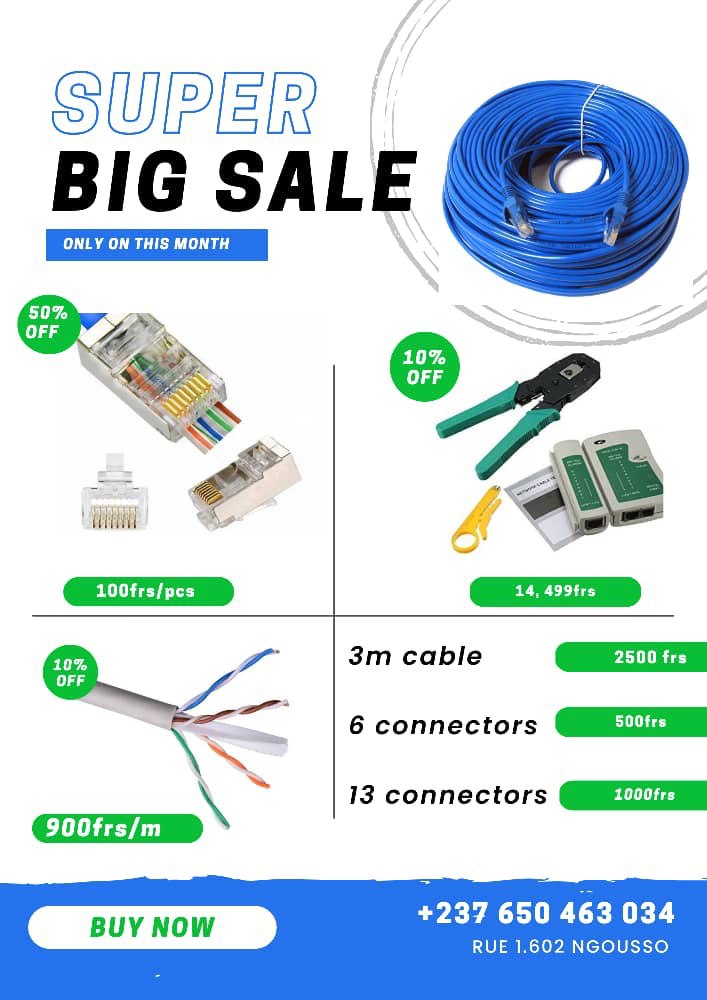 SUPER
BIG SALE
ONLY ON THIS MONTH
50%
OFF
100frs/pcs
10%
OFF
14, 499frs
10%
OFF
900frs/m
3m cable
2500 frs
6 connectors
500frs
13 connectors
1000frs
BUY NOW
+237 650 463 034
RUE 1.602 NGOUSSO